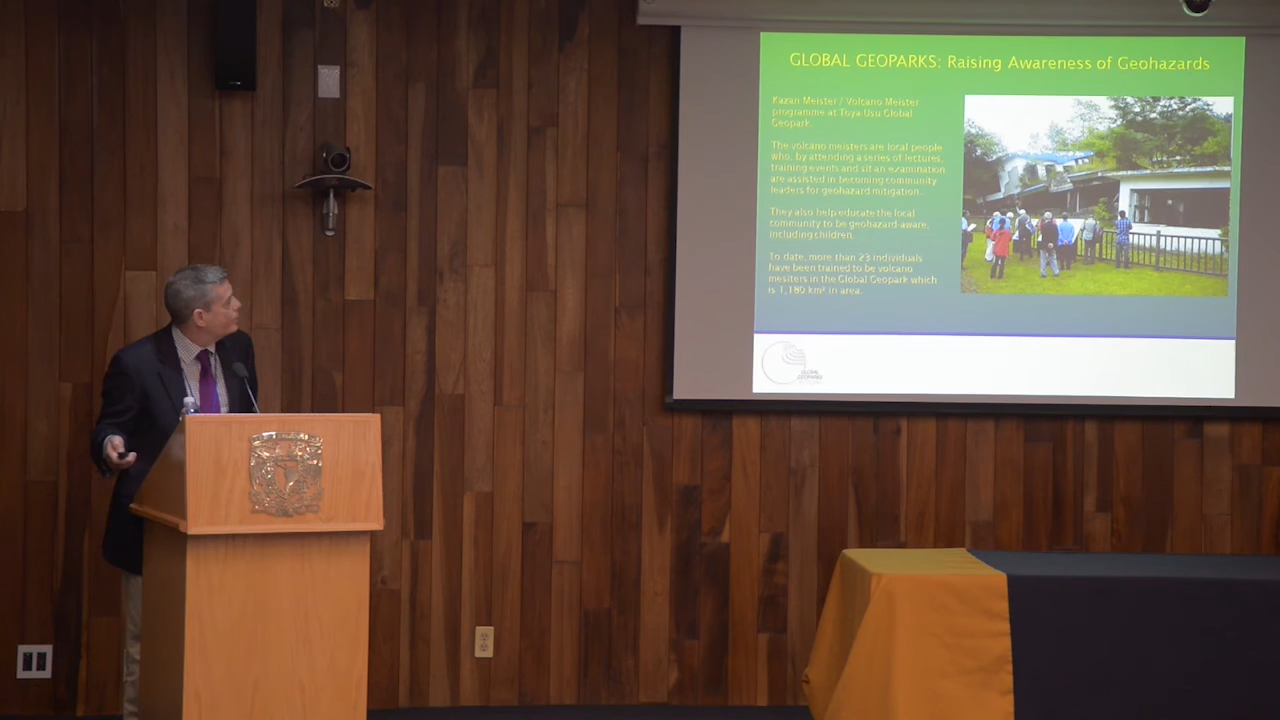 GLOBAL GEOPARKS: Raising Awareness of Geohazards
Kazan Meister / Volcano Meister
programme at Toya-Usu Global
Geopark.
The volcano meisters are local people
who, by attending a series of lectures,
training events and sit an examination
are assisted in becoming community
leaders for geohazard mitigation.
They also help educate the local
community to be geohazard-aware,
including children.
To date, more than 23 individuals
have been trained to be volcano
mesiters in the Global Geopark which
is 1,180 km² in area.
GLOBAL
GEOPARKS